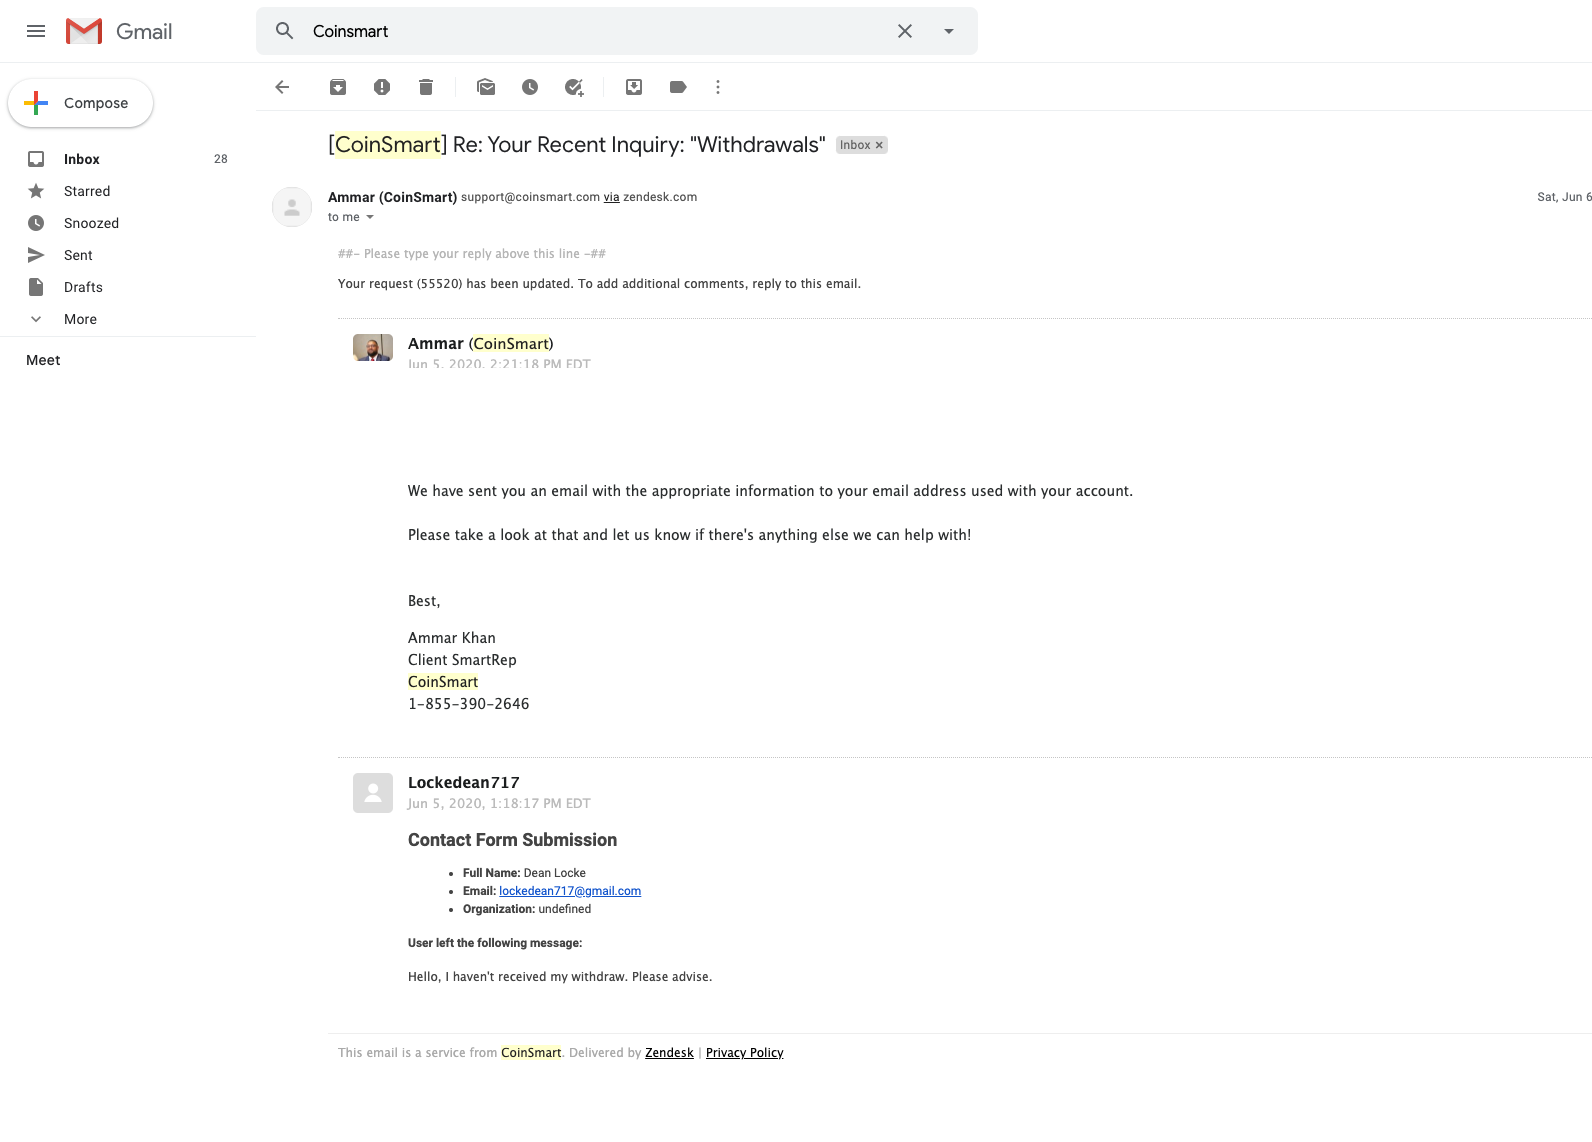 Gmail
Coinsmart
Compose
Inbox 28
Starred
Snoozed
Sent
Drafts
More
Meet
[CoinSmart] Re: Your Recent Inquiry: "Withdrawals" Inbox ×
Ammar (CoinSmart) support@coinsmart.com via zendesk.com
Sat, Jun 6
to me
##- Please type your reply above this line -##
Your request (55520) has been updated. To add additional comments, reply to this email.
Ammar (CoinSmart)
Jun 5, 2020, 2:21:18 PM EDT
We have sent you an email with the appropriate information to your email address used with your account.
Please take a look at that and let us know if there's anything else we can help with!
Best,
Ammar Khan
Client SmartRep
CoinSmart
1-855-390-2646
Lockedean717
Jun 5, 2020, 1:18:17 PM EDT
Contact Form Submission
• Full Name: Dean Locke
• Email: lockedean717@gmail.com
• Organization: undefined
User left the following message:
Hello, I haven't received my withdraw. Please advise.
This email is a service from CoinSmart. Delivered by Zendesk | Privacy Policy